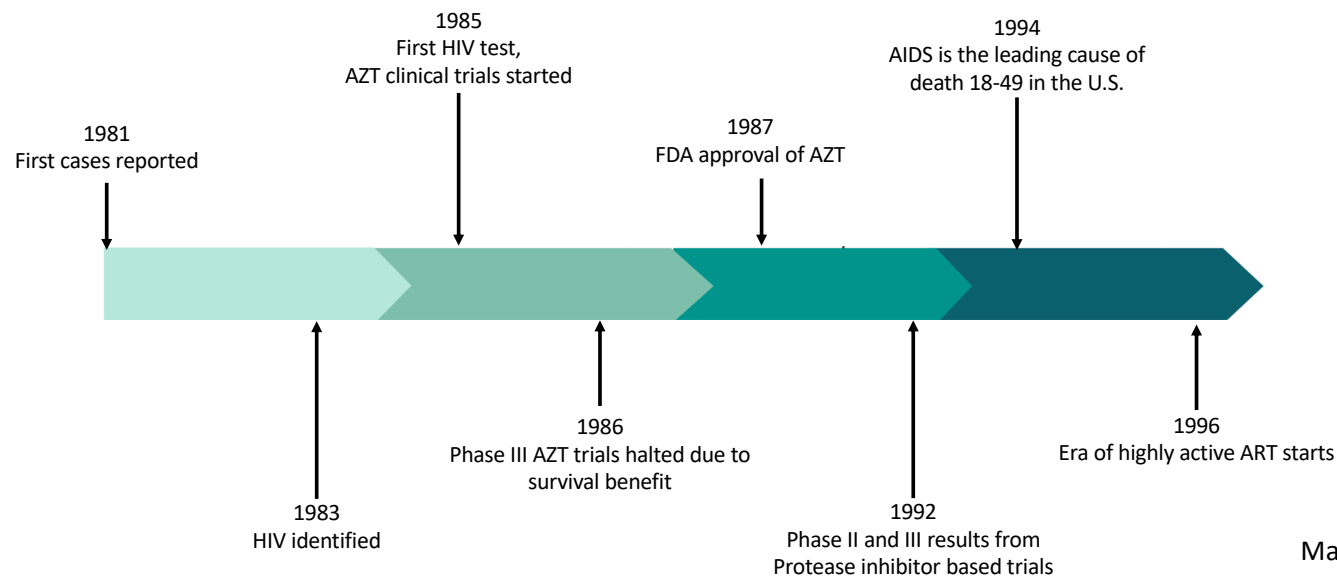 1981
First cases reported
1983
HIV identified
1985
First HIV test,
AZT clinical trials started
1986
Phase III AZT trials halted due to
survival benefit
1987
FDA approval of AZT
1992
Phase II and III results from
Protease inhibitor based trials
1994
AIDS is the leading cause of
death 18-49 in the U.S.
1996
Era of highly active ART starts
Ma